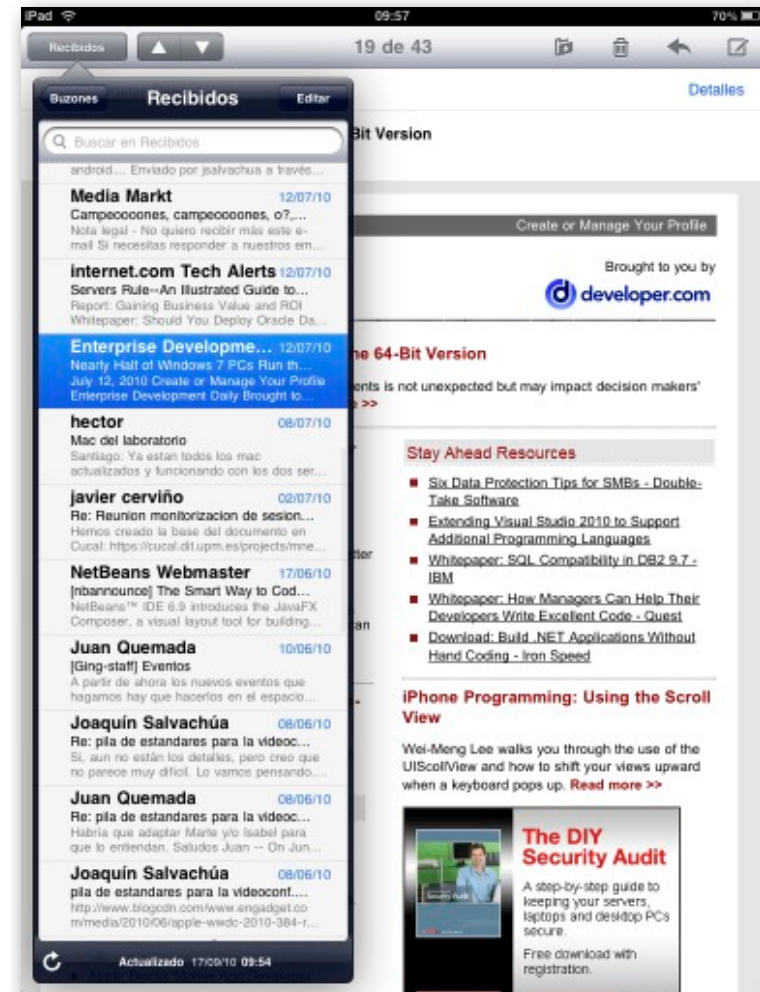 iPad 09:57 70%
Recibidos 19 de 43
Buzones Recibidos Editar
Buscar en Recibidos
android.... Enviado por jsalvachua a través...
Media Markt 12/07/10
Campeooooones, campeooooones, o?,...
Nota legal - No quiero recibir más este e-
mail Si necesitas responder a nuestros em...
internet.com Tech Alerts 12/07/10
Servers Rule--An Illustrated Guide to...
Report: Gaining Business Value and ROI
Whitepaper: Should You Deploy Oracle Da...
Enterprise Developme... 12/07/10
Nearly Half of Windows 7 PCs Run th...
July 12, 2010 Create or Manage Your Profile
Enterprise Development Daily Brought to...
hector 08/07/10
Mac del laboratorio
Santiago: Ya estan todos los mac
actualizados y funcionando con los dos ser...
javier cerviño 02/07/10
Re: Reunion monitorizacion de sesion...
Hemos creado la base del documento en
Cucal: https://cucal.dit.upm.es/projects/mne...
NetBeans Webmaster 17/06/10
[nbannounce] The Smart Way to Cod...
NetBeans™ IDE 6.9 introduces the JavaFX
Composer, a visual layout tool for building...
Juan Quemada 10/06/10
[Ging-staff] Eventos
A partir de ahora los nuevos eventos que
hagamos hay que hacerlos en el espacio...
Joaquín Salvachúa 08/06/10
Re: pila de estandares para la videoc...
Si, aun no están los detalles, pero creo que
no parece muy dificil. Lo vamos pensando....
Juan Quemada 08/06/10
Re: pila de estandares para la videoc...
Habría que adaptar Marte y/o Isabel para
que lo entiendan. Saludos Juan -- On Jun...
Joaquín Salvachúa 08/06/10
pila de estandares para la videoconf....
http://www.blogcdn.com/www.engadget.co
m/media/2010/06/apple-wwdc-2010-384-r...
Actualizado 17/09/10 09:54
Detalles
Bit Version
Create or Manage Your Profile
Brought to you by
developer.com
he 64-Bit Version
ents is not unexpected but may impact decision makers'
>>
Stay Ahead Resources
Six Data Protection Tips for SMBs - Double-
Take Software
Extending Visual Studio 2010 to Support
Additional Programming Languages
Whitepaper: SQL Compatibility in DB2 9.7 -
IBM
Whitepaper: How Managers Can Help Their
Developers Write Excellent Code - Quest
Download: Build .NET Applications Without
Hand Coding - Iron Speed
iPhone Programming: Using the Scroll
View
Wei-Meng Lee walks you through the use of the
UIScollView and how to shift your views upward
when a keyboard pops up. Read more >>
The DIY
Security Audit
A step-by-step guide to
keeping your servers,
laptops and desktop PCs
secure.
Free download with
registration.